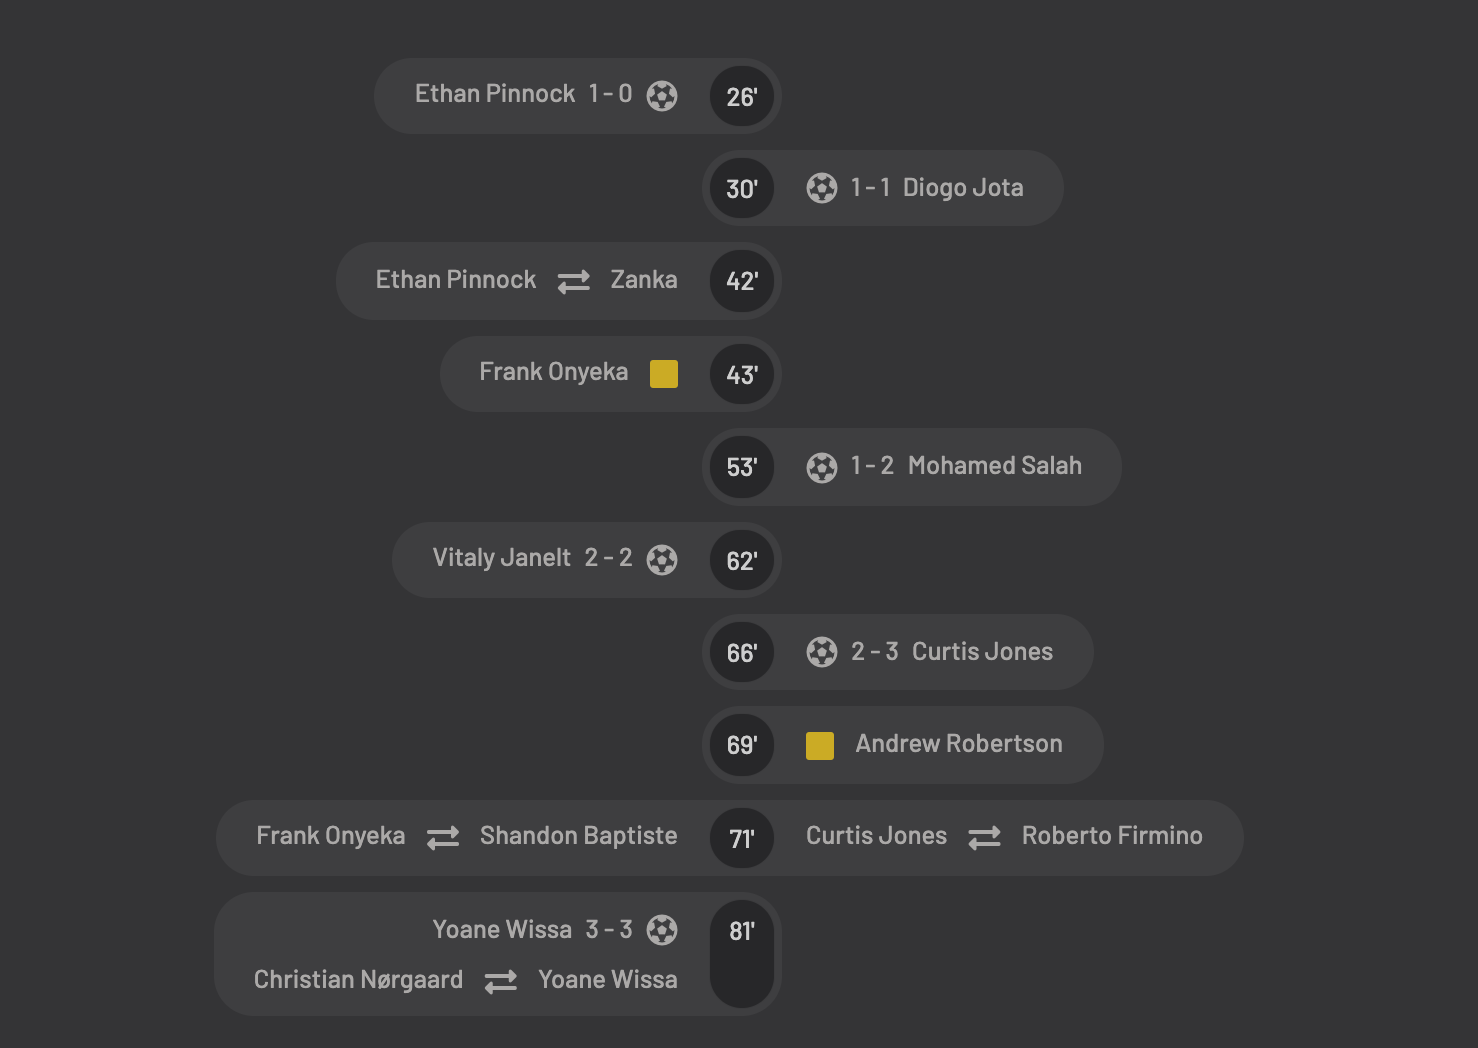 Ethan Pinnock 1 - 0 26'
30' 1 - 1 Diogo Jota
Ethan Pinnock Zanka 42'
Frank Onyeka 43'
53' 1 - 2 Mohamed Salah
Vitaly Janelt 2 - 2 62'
66' 2 - 3 Curtis Jones
69' Andrew Robertson
Frank Onyeka Shandon Baptiste 71' Curtis Jones Roberto Firmino
Yoane Wissa 3 - 3 81'
Christian Nørgaard Yoane Wissa